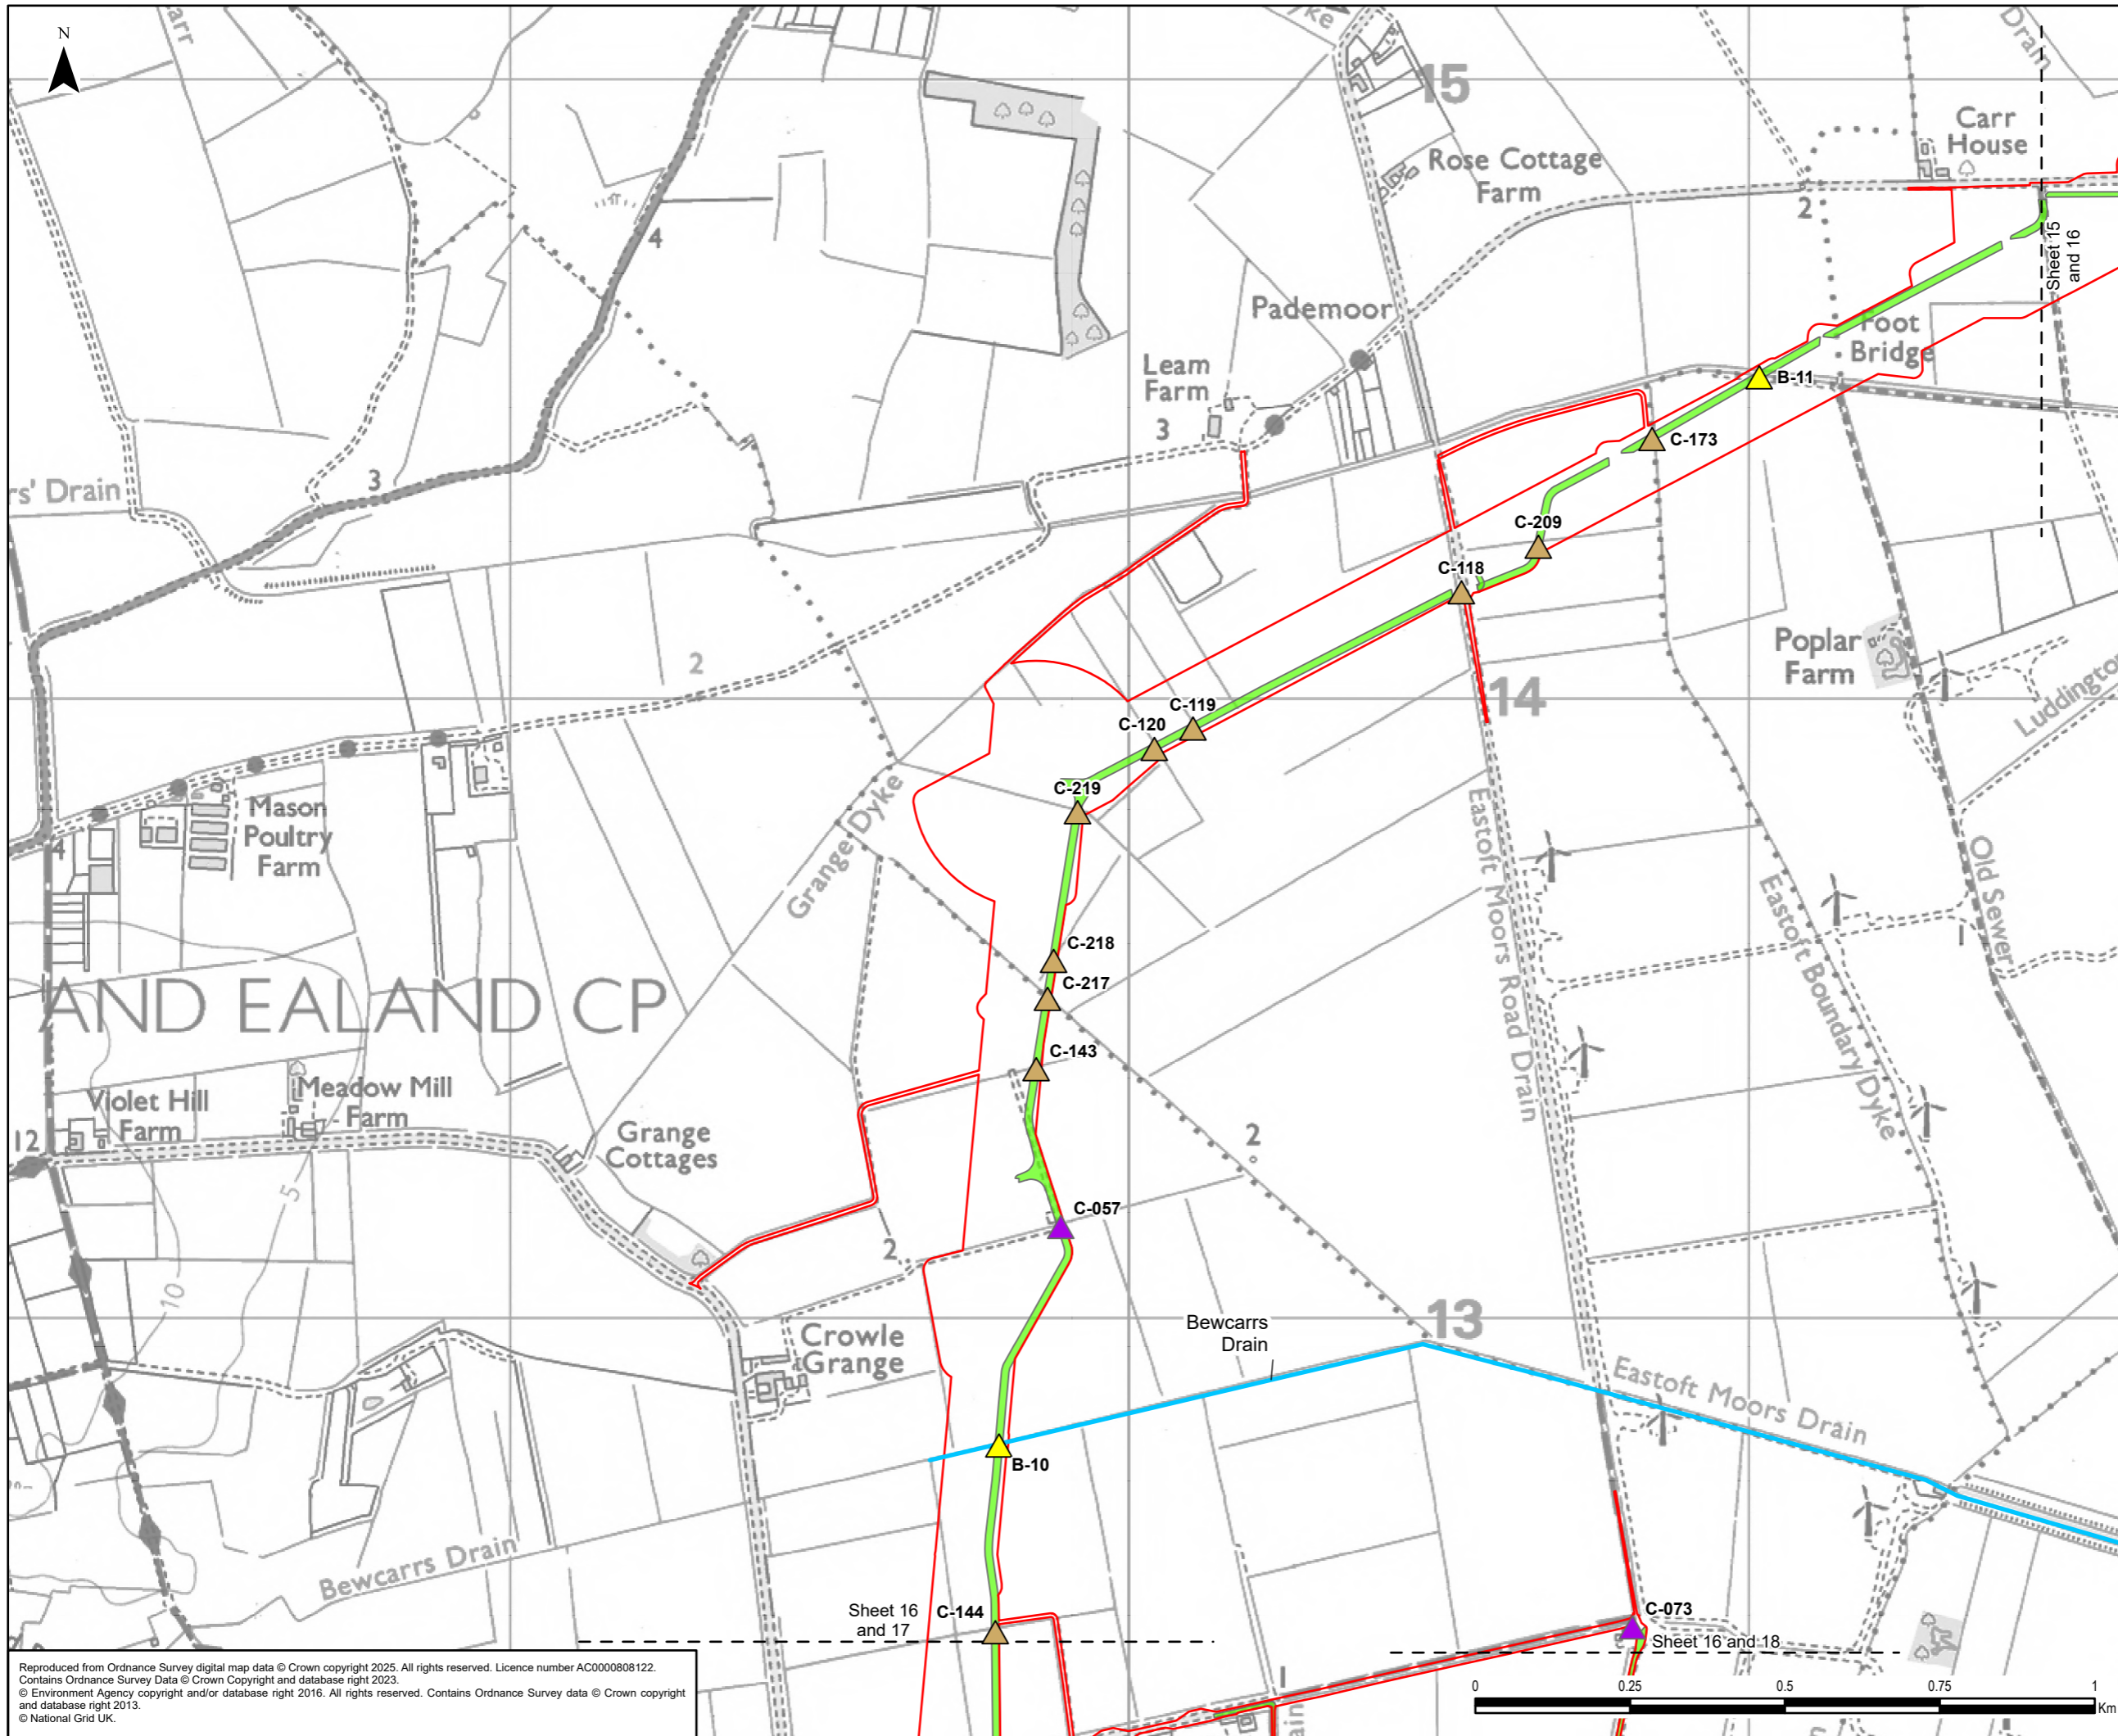 N
Carr
Dyke
Drain
15
Carr
House
Rose Cottage
Farm
2
Sheet 15
and 16
4
Pademoor
Foot
Bridge
Leam
Farm
3
B-11
C-173
3
rs' Drain
C-209
C-118
Poplar
Farm
2
14
Luddington
C-119
C-120
C-219
Mason
Poultry
Farm
4
Grange Dyke
Eastoft Moors Road Drain
Old Sewer
Eastoft Boundary Dyke
C-218
C-217
AND EALAND CP
C-143
Violet Hill
Farm
Meadow Mill
Farm
12
Grange
Cottages
2
5
C-057
2
10
Bewcarrs
Drain
13
Crowle
Grange
Eastoft Moors Drain
B-10
Bewcarrs Drain
Sheet 16
and 17
C-144
C-073
Sheet 16 and 18
Reproduced from Ordnance Survey digital map data © Crown copyright 2025. All rights reserved. Licence number AC0000808122.
Contains Ordnance Survey Data © Crown Copyright and database right 2023.
© Environment Agency copyright and/or database right 2016. All rights reserved. Contains Ordnance Survey data © Crown copyright
and database right 2013.
© National Grid UK.
0 0.25 0.5 0.75 1
Km